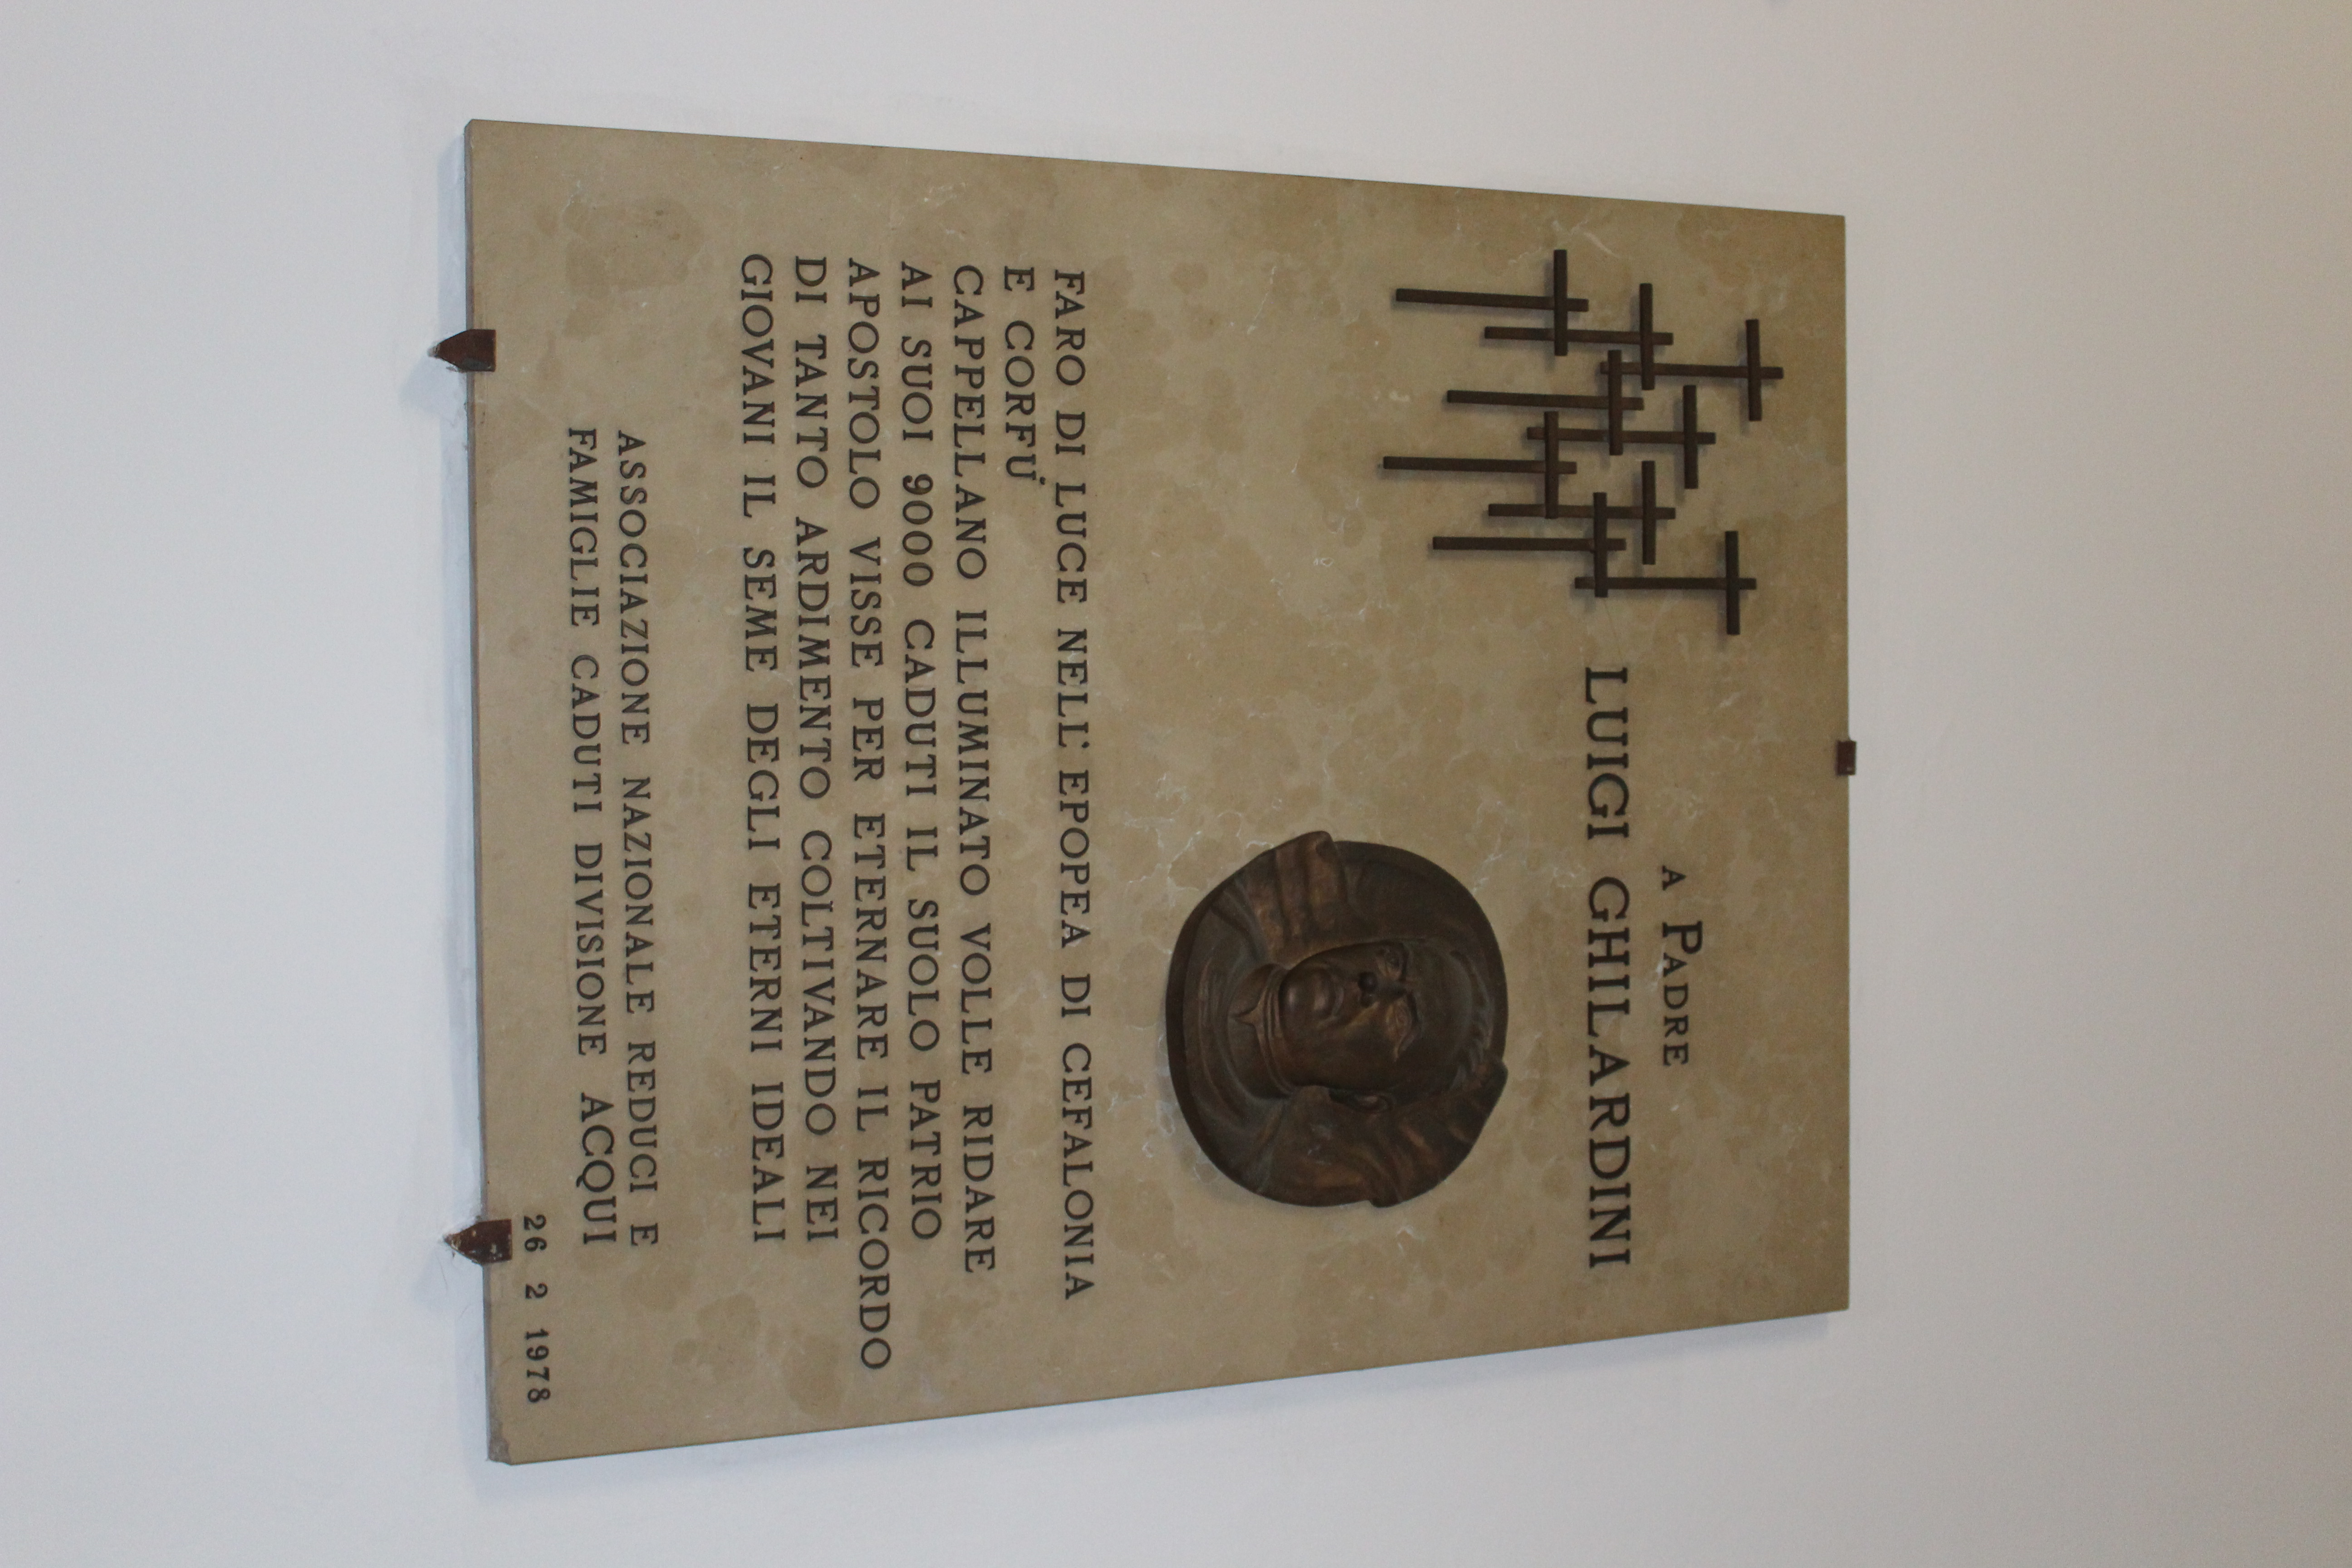 A PADRE
LUIGI GHILARDINI
FARO DI LUCE NELL' EPOPEA DI CEFALONIA
E CORFU'
CAPPELLANO ILLUMINATO VOLLE RIDARE
AI SUOI 9000 CADUTI IL SUOLO PATRIO
APOSTOLO VISSE PER ETERNARE IL RICORDO
DI TANTO ARDIMENTO COLTIVANDO NEI
GIOVANI IL SEME DEGLI ETERNI IDEALI
ASSOCIAZIONE NAZIONALE REDUCI E
FAMIGLIE CADUTI DIVISIONE ACQUI
26 2 1978